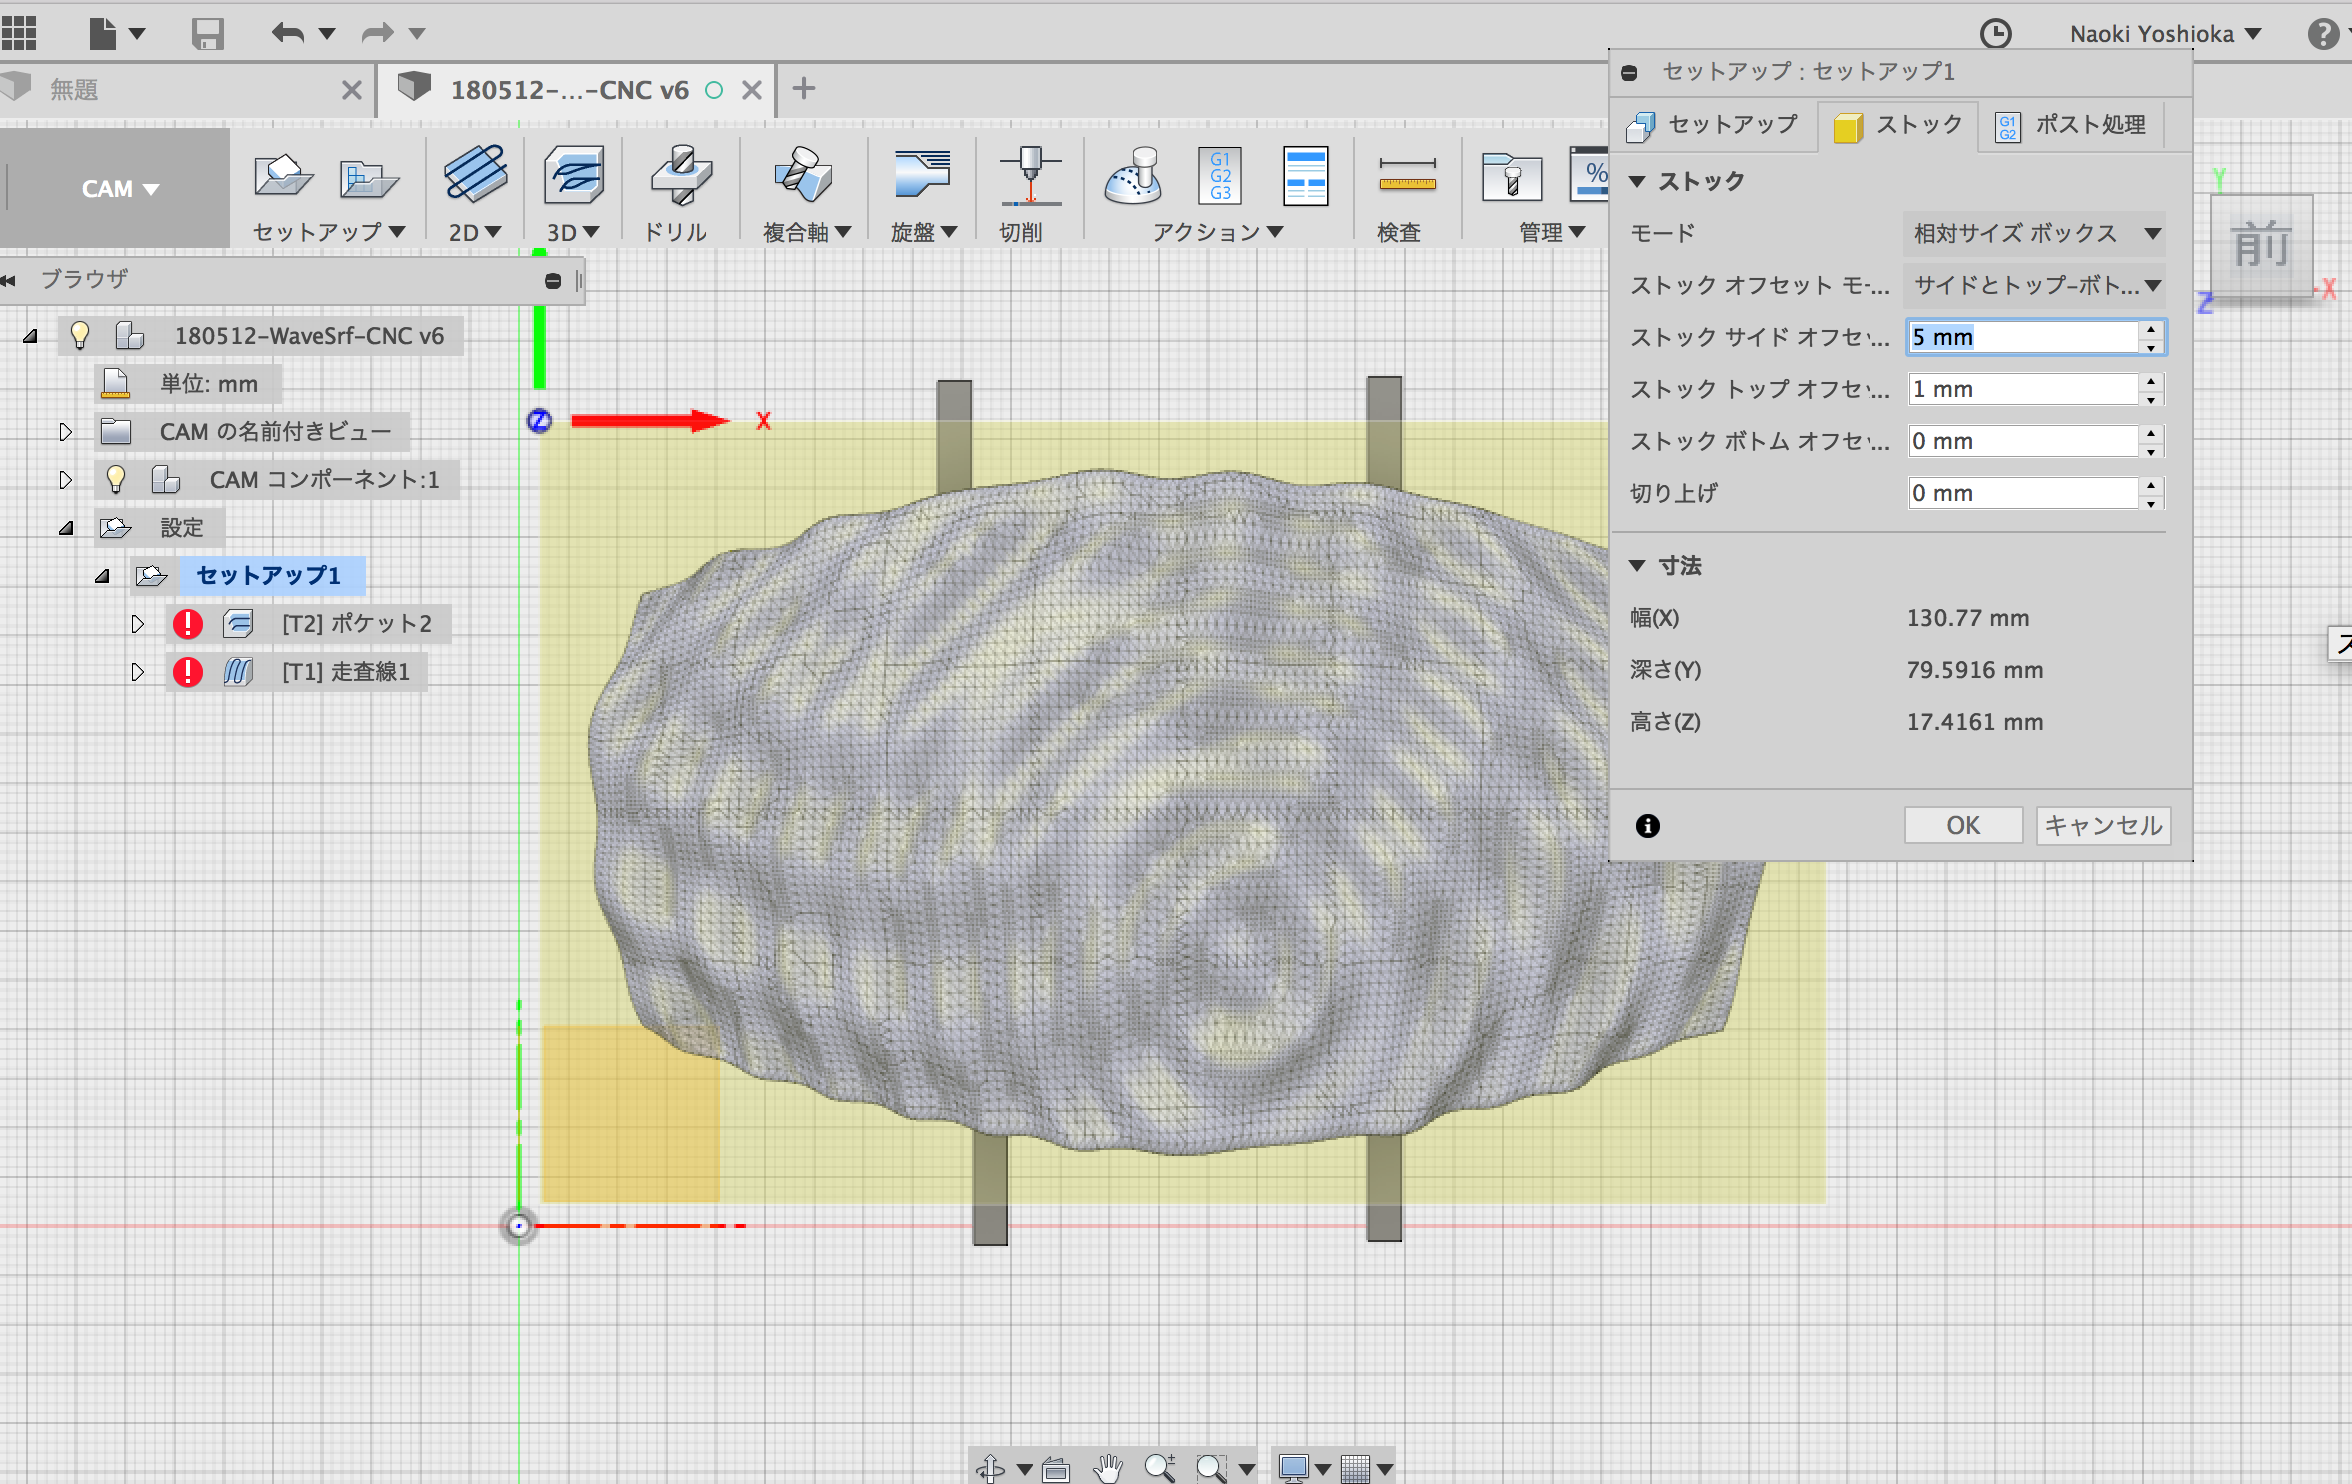 Naoki Yoshioka
無題
180512-...-CNC v6
セットアップ : セットアップ1
セットアップ
ストック
ポスト処理
CAM
G1
G2
G3
%
セットアップ
2D
3D
ドリル
複合軸
旋盤
切削
アクション
検査
管理
ストック
モード
相対サイズ ボックス
ストック オフセット モー...
サイドとトップ-ボト...
ストック サイド オフセッ...
5 mm
ストック トップ オフセッ...
1 mm
ストック ボトム オフセッ...
0 mm
切り上げ
0 mm
寸法
幅(X)
130.77 mm
深さ(Y)
79.5916 mm
高さ(Z)
17.4161 mm
OK
キャンセル
ブラウザ
180512-WaveSrf-CNC v6
単位: mm
CAM の名前付きビュー
CAM コンポーネント:1
設定
セットアップ1
[T2] ポケット2
[T1]走査線1
Z
X
Y
前
Z
X